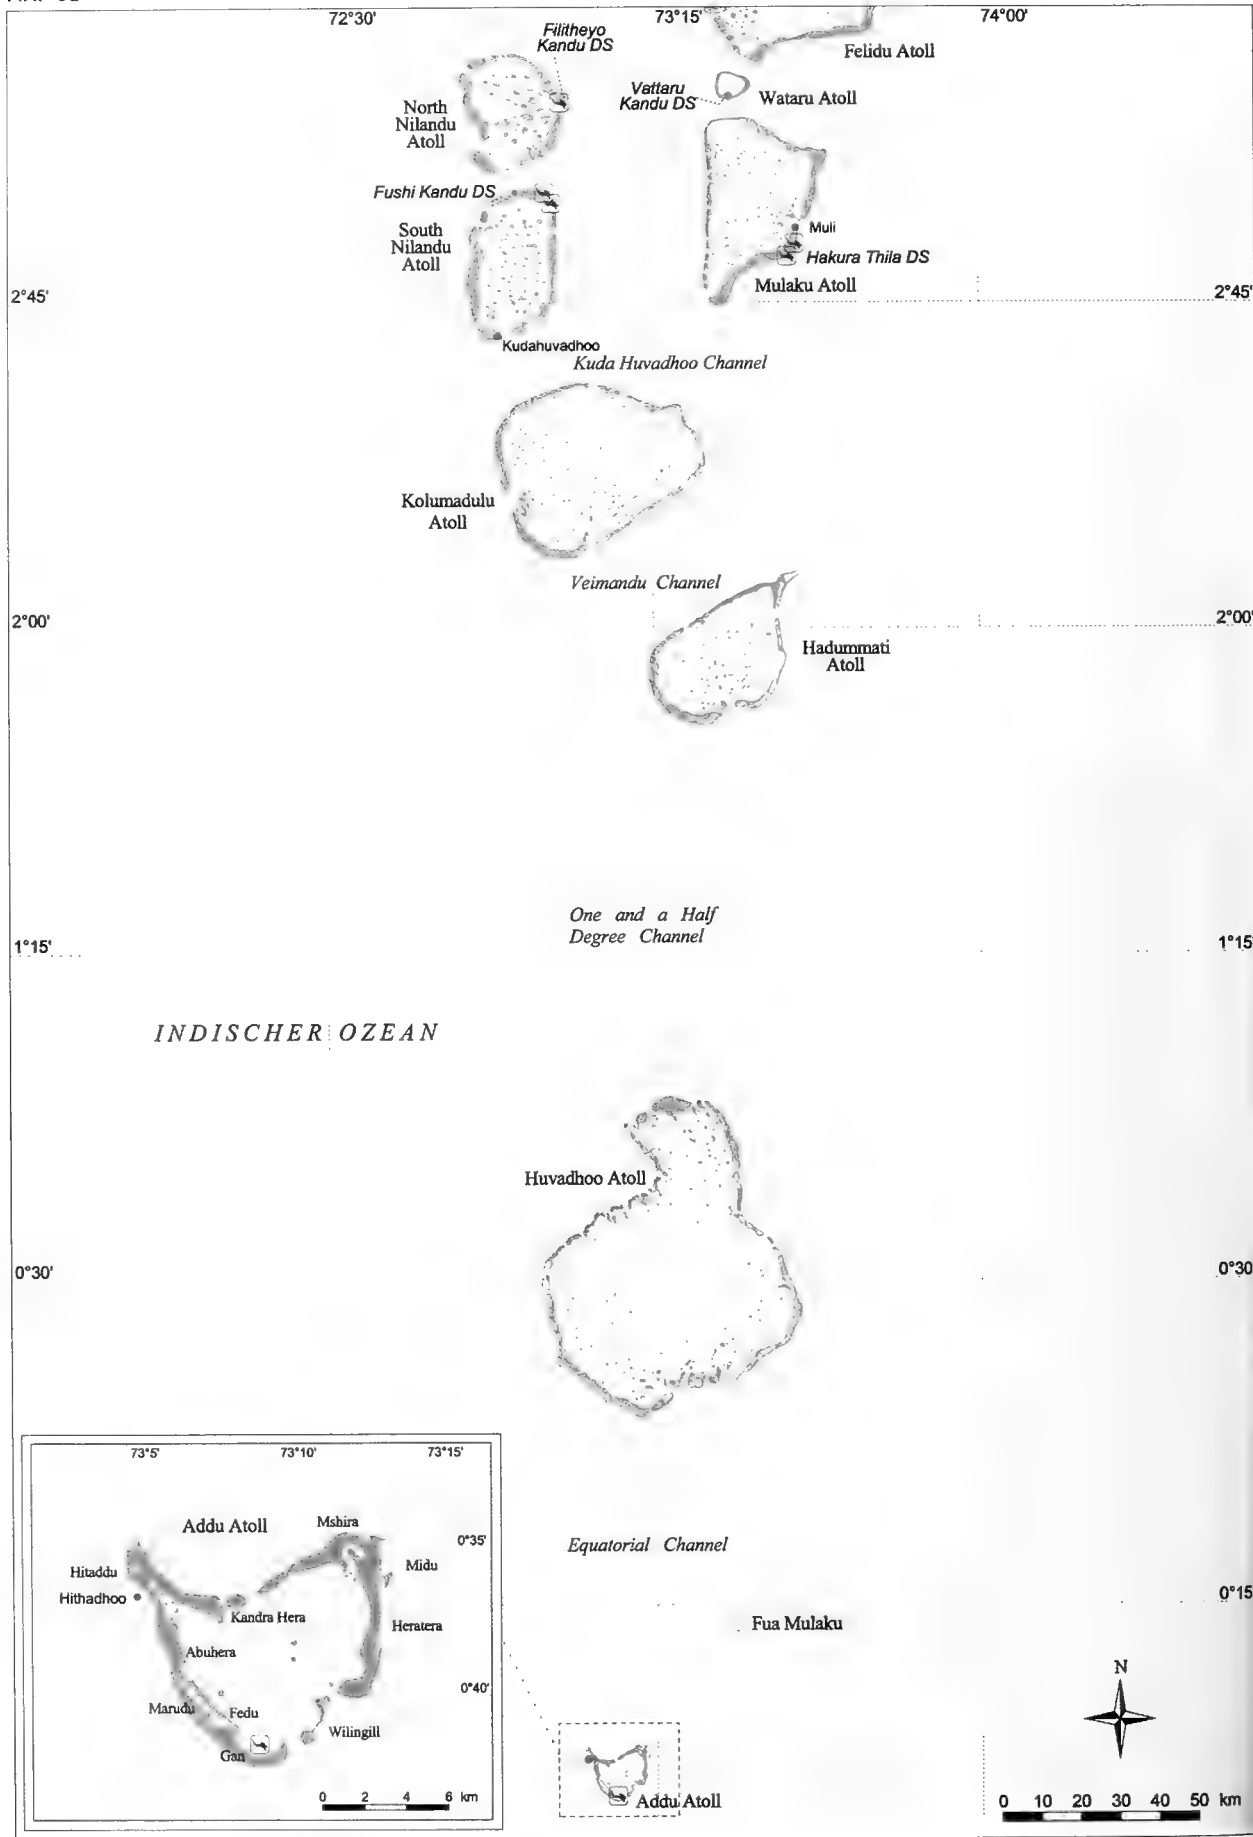 72°30'
73°15'
74°00'
Filitheyo
Kandu DS
Felidu Atoll
Vattaru
Kandu DS
Wataru Atoll
North
Nilandu
Atoll
Fushi Kandu DS
South
Nilandu
Atoll
Muli
Hakura Thila DS
Mulaku Atoll
2°45'
2°45'
Kudahuvadhoo
Kuda Huvadhoo Channel
Kolumadulu
Atoll
Veimandu Channel
2°00'
2°00'
Hadummati
Atoll
One and a Half
Degree Channel
1°15'
1°15'
INDISCHER OZEAN
Huvadhoo Atoll
0°30'
0°30
73°5'
73°10'
73°15'
Addu Atoll
Mshira
0°35'
Hitaddu
Midu
Hithadhoo
Kandra Hera
Heratera
Abuhera
0°40'
Marudu
Fedu
Wilingill
Gan
0 2 4 6 km
Equatorial Channel
0°15'
Fua Mulaku
N
Addu Atoll
0 10 20 30 40 50 km